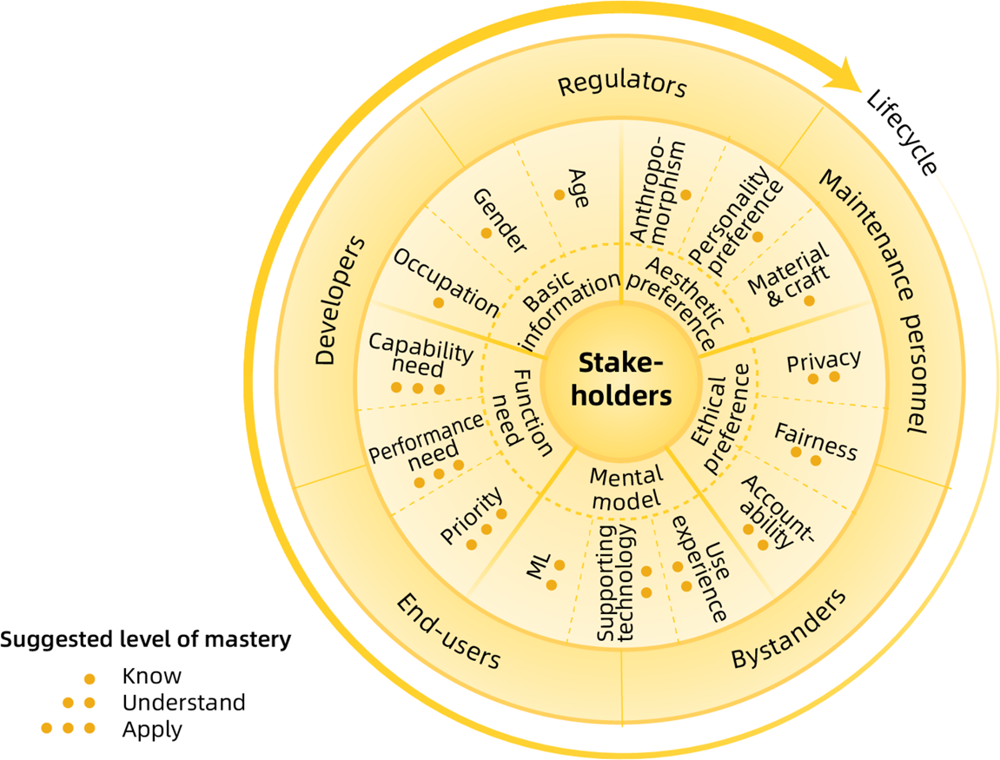 Regulators
Lifecycle
Maintenance personnel
Bystanders
End-users
Developers
Anthropo-
morphism
Personality
preference
Material
& craft
Aesthetic
preference
Privacy
Fairness
Account-
ability
Ethical
preference
Use
experience
Supporting
technology
ML
Mental
model
Priority
Performance
need
Capability
need
Function
need
Occupation
Gender
Age
Basic
information
Stake-
holders
Suggested level of mastery
Know
Understand
Apply